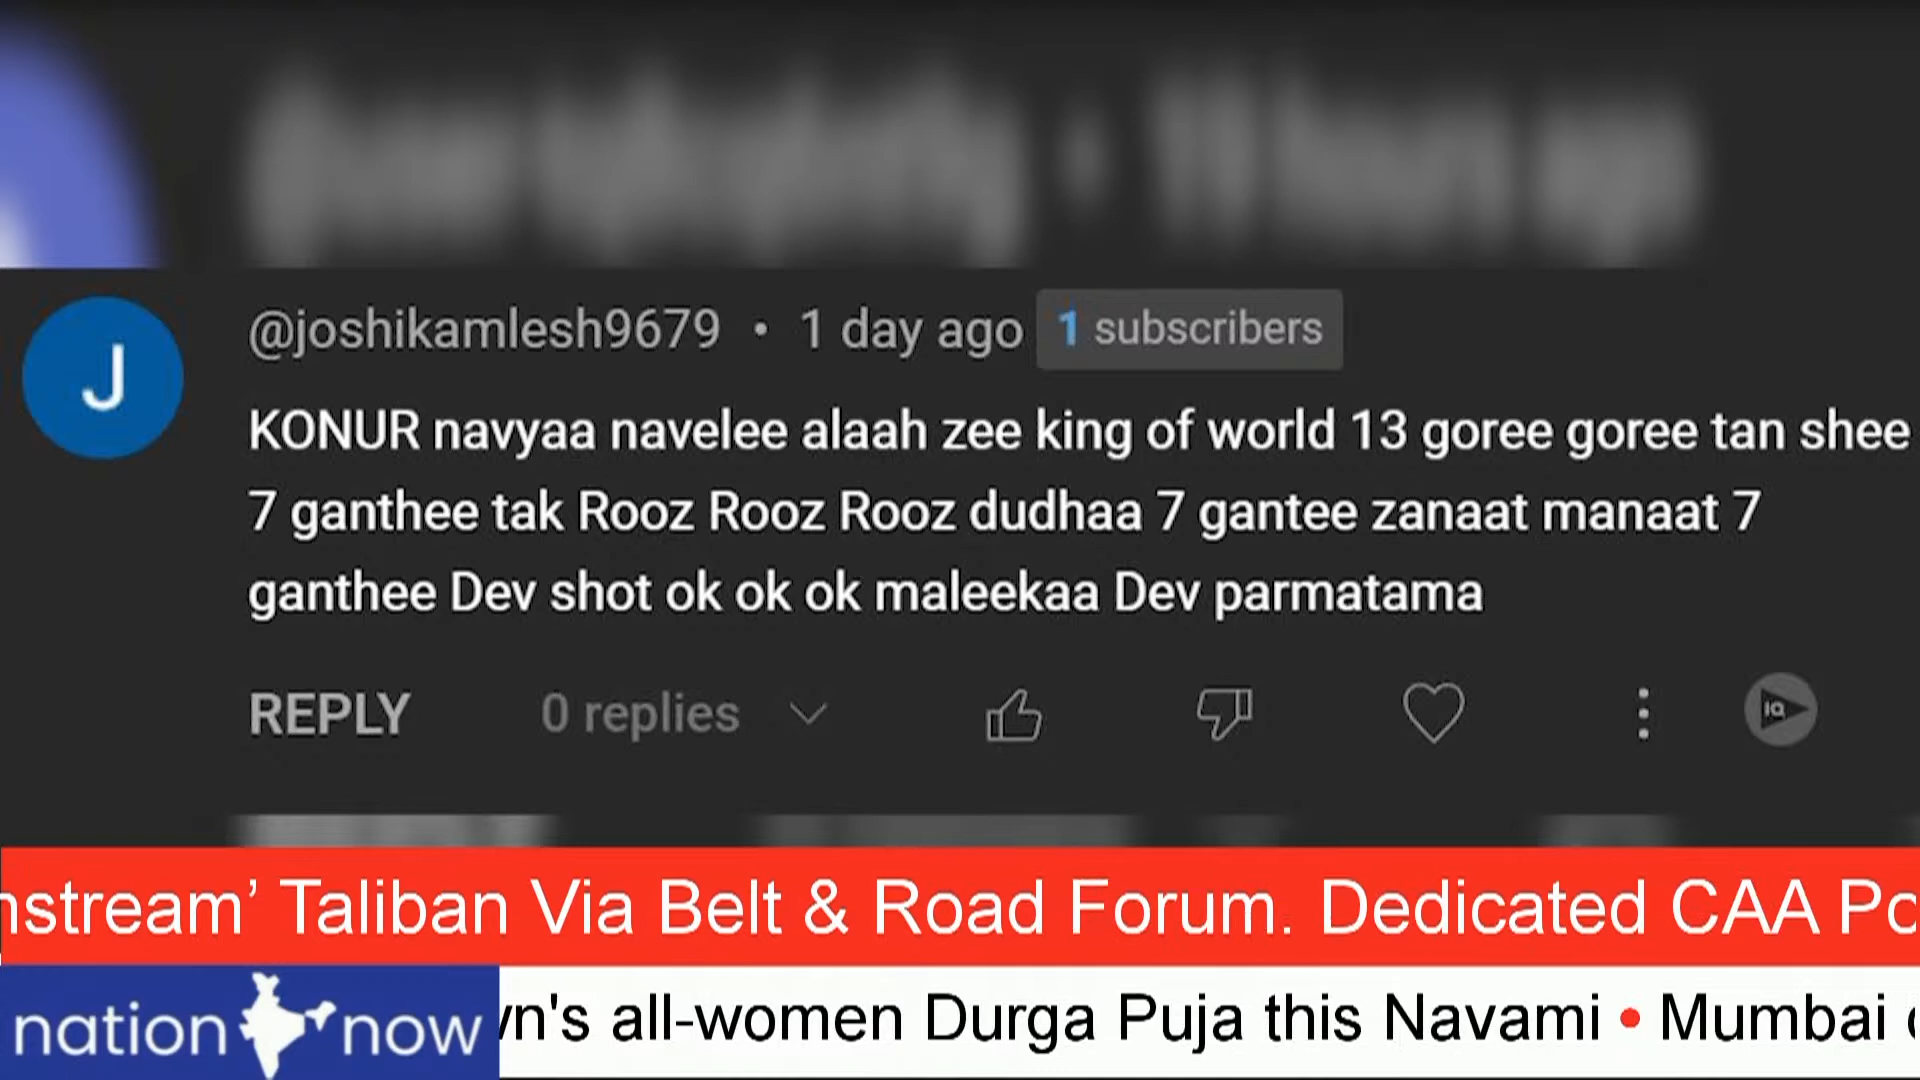 @joshikamlesh9679 • 1 day ago 1 subscribers
KONUR navyaa navelee alaah zee king of world 13 goree goree tan shee
7 ganthee tak Rooz Rooz Rooz dudhaa 7 gantee zanaat manaat 7
ganthee Dev shot ok ok ok maleekaa Dev parmatama
REPLY 0 replies
J
IQ
nstream’ Taliban Via Belt & Road Forum. Dedicated CAA Po
nation now
wn's all-women Durga Puja this Navami • Mumbai